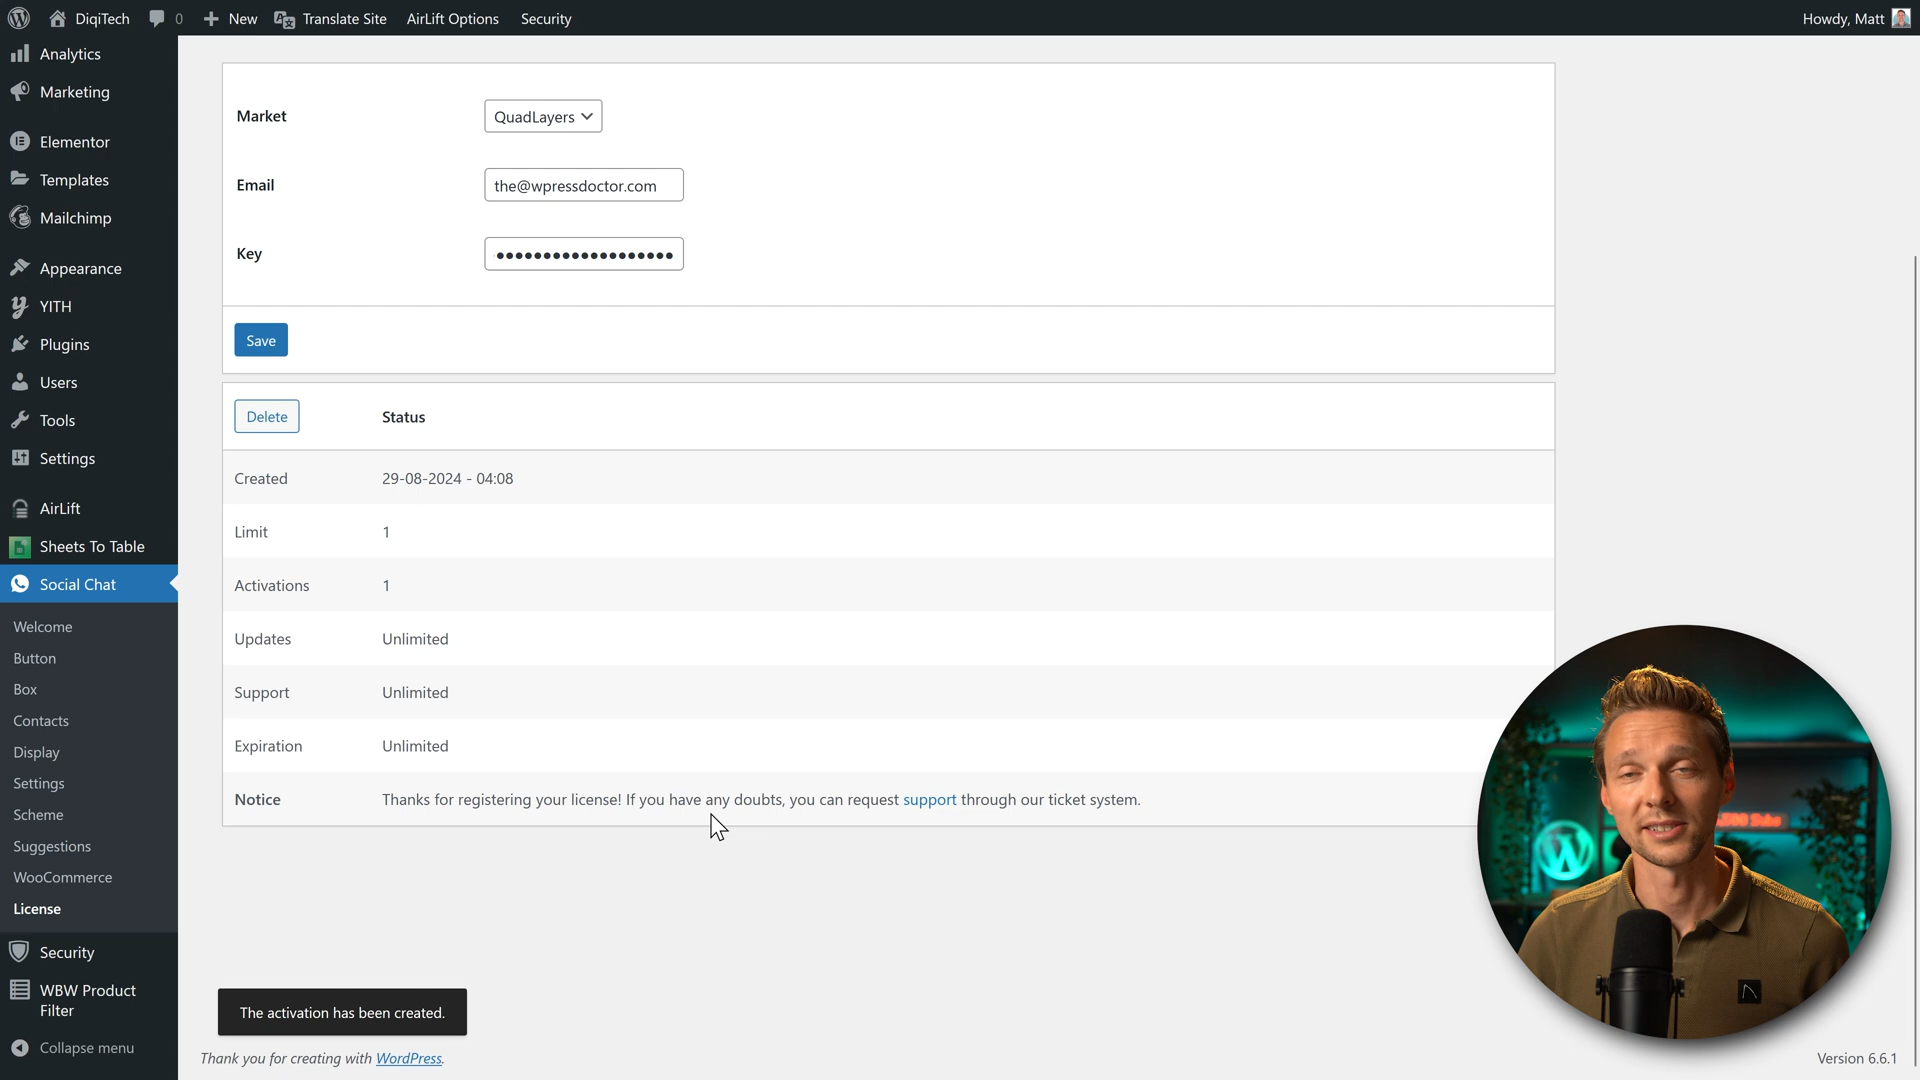 DiqiTech
0
New
Translate Site
AirLift Options
Security
Howdy, Matt
Analytics
Marketing
Elementor
Templates
Mailchimp
Appearance
YITH
Plugins
Users
Tools
Settings
AirLift
Sheets To Table
Social Chat
Welcome
Button
Box
Contacts
Display
Settings
Scheme
Suggestions
WooCommerce
License
Security
WBW Product
Filter
Collapse menu
Market
QuadLayers
Email
the@wpressdoctor.com
Key
Save
Delete
Status
Created
29-08-2024 - 04:08
Limit
1
Activations
1
Updates
Unlimited
Support
Unlimited
Expiration
Unlimited
Notice
Thanks for registering your license! If you have any doubts, you can request support through our ticket system.
The activation has been created.
Thank you for creating with WordPress.
Version 6.6.1